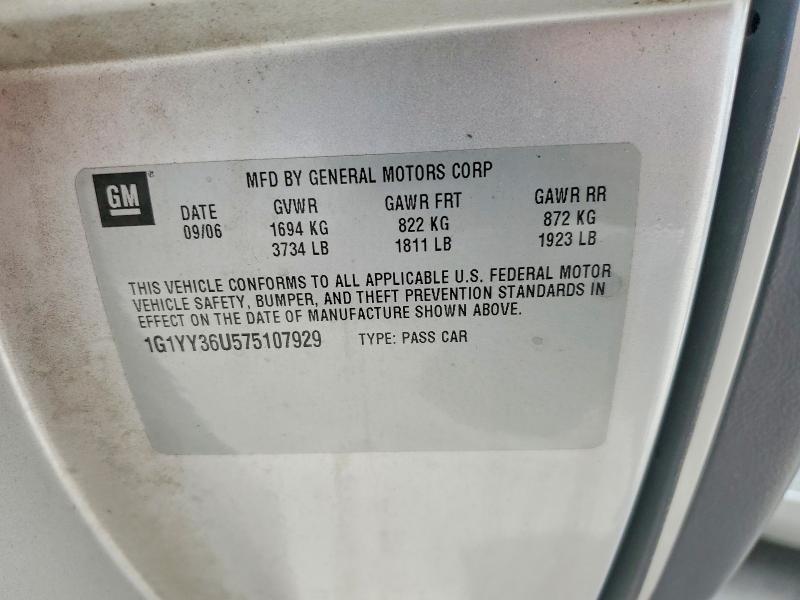 GM
MFD BY GENERAL MOTORS CORP
DATE GVWR GAWR FRT GAWR RR
09/06 1694 KG 822 KG 872 KG
3734 LB 1811 LB 1923 LB
THIS VEHICLE CONFORMS TO ALL APPLICABLE U.S. FEDERAL MOTOR
VEHICLE SAFETY, BUMPER, AND THEFT PREVENTION STANDARDS IN
EFFECT ON THE DATE OF MANUFACTURE SHOWN ABOVE.
1G1YY36U575107929 TYPE: PASS CAR